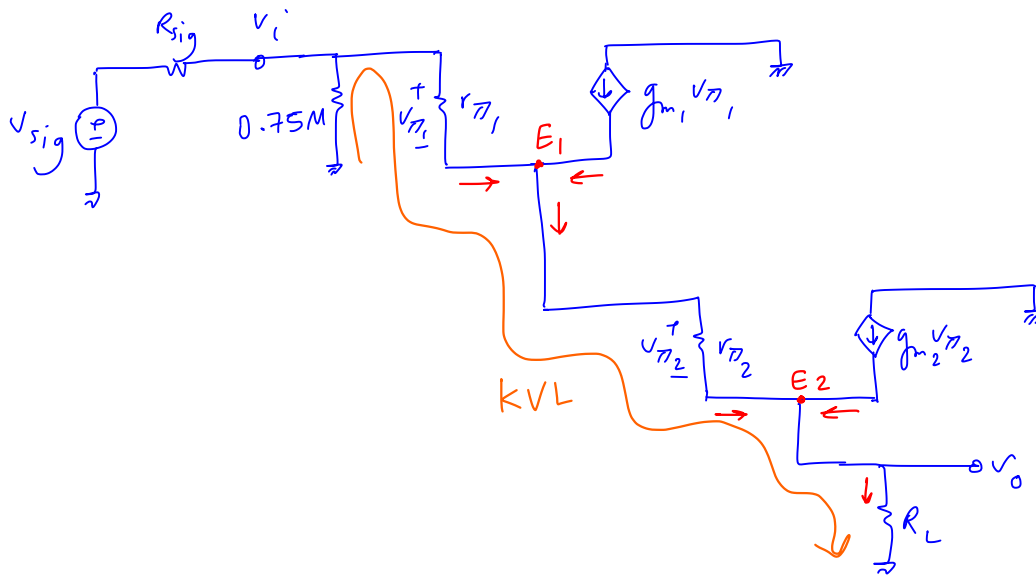 Rsig
Vi
Vsig
0.75M
+
vπ1
-
rπ1
gm1 vπ1
E1
+
vπ2
-
rπ2
gm2 vπ2
E2
KVL
vo
RL